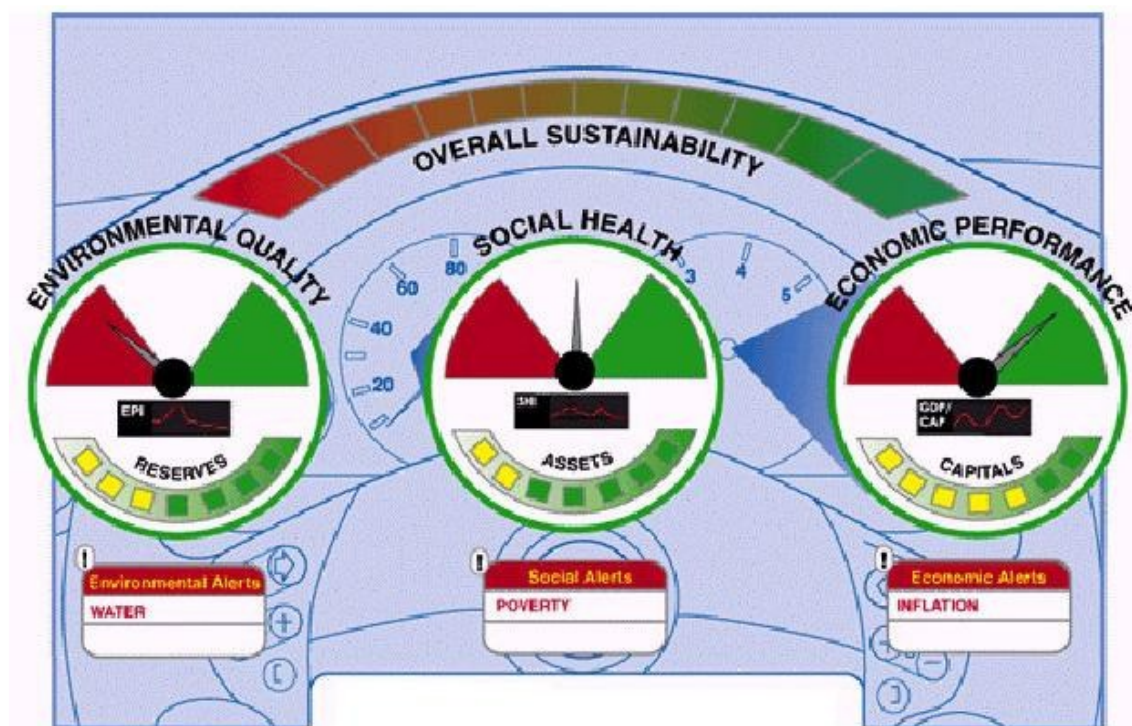 OVERALL SUSTAINABILITY
ENVIRONMENTAL QUALITY
SOCIAL HEALTH
ECONOMIC PERFORMANCE
80
60
40
20
3
4
5
EPI
SHI
GDP/
CAP
RESERVES
ASSETS
CAPITALS
!
Environmental Alerts
WATER
!
Social Alerts
POVERTY
!
Economic Alerts
INFLATION